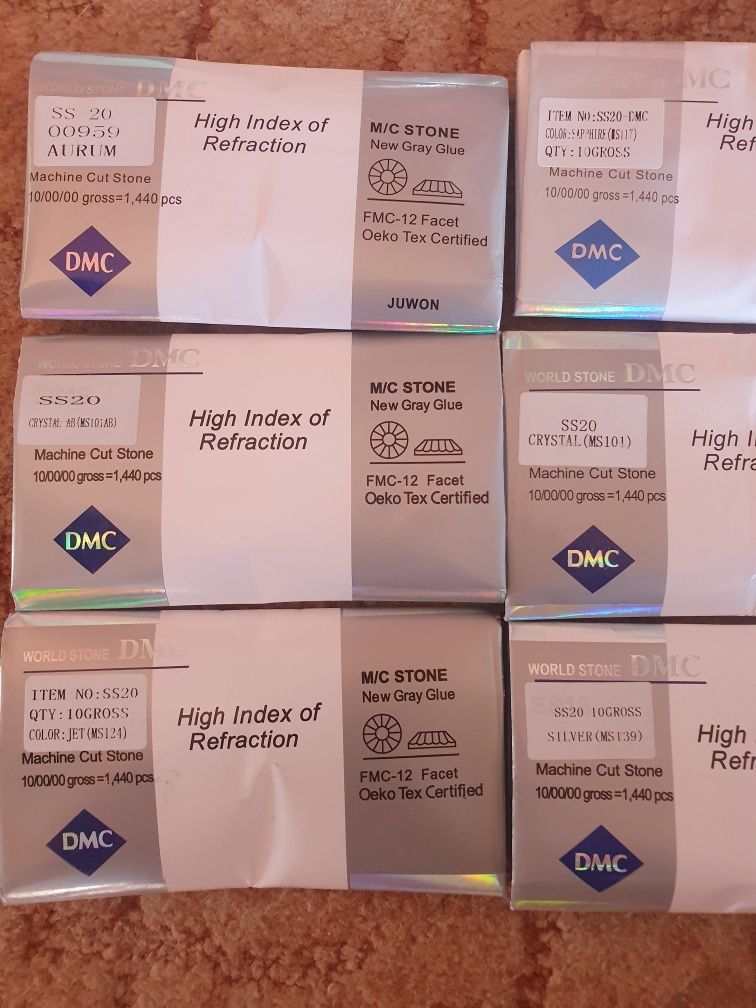 WORLD STONE DMC
SS 20
00959
AURUM
Machine Cut Stone
10/00/00 gross=1,440 pcs
DMC
High Index of
Refraction
M/C STONE
New Gray Glue
FMC-12 Facet
Oeko Tex Certified
JUWON
DMC
ITEM NO:SS20-DMC
COLOR:SAPPHIRE(MS117)
QTY:10GROSS
Machine Cut Stone
10/00/00 gross=1,440 pcs
DMC
High
Ref
WORLD STONE DMC
SS20
CRYSTAL AB(MS101AB)
Machine Cut Stone
10/00/00 gross=1,440 pcs
DMC
High Index of
Refraction
M/C STONE
New Gray Glue
FMC-12 Facet
Oeko Tex Certified
WORLD STONE DMC
SS20
CRYSTAL(MS101)
Machine Cut Stone
10/00/00 gross=1,440 pcs
DMC
High I
Refra
WORLD STONE DMC
ITEM NO:SS20
QTY:10GROSS
COLOR:JET(MS124)
Machine Cut Stone
10/00/00 gross=1,440 pcs
DMC
High Index of
Refraction
M/C STONE
New Gray Glue
FMC-12 Facet
Oeko Tex Certified
WORLD STONE DMC
SS20 10GROSS
SILVER(MS139)
Machine Cut Stone
10/00/00 gross=1,440 pcs
DMC
High
Refr